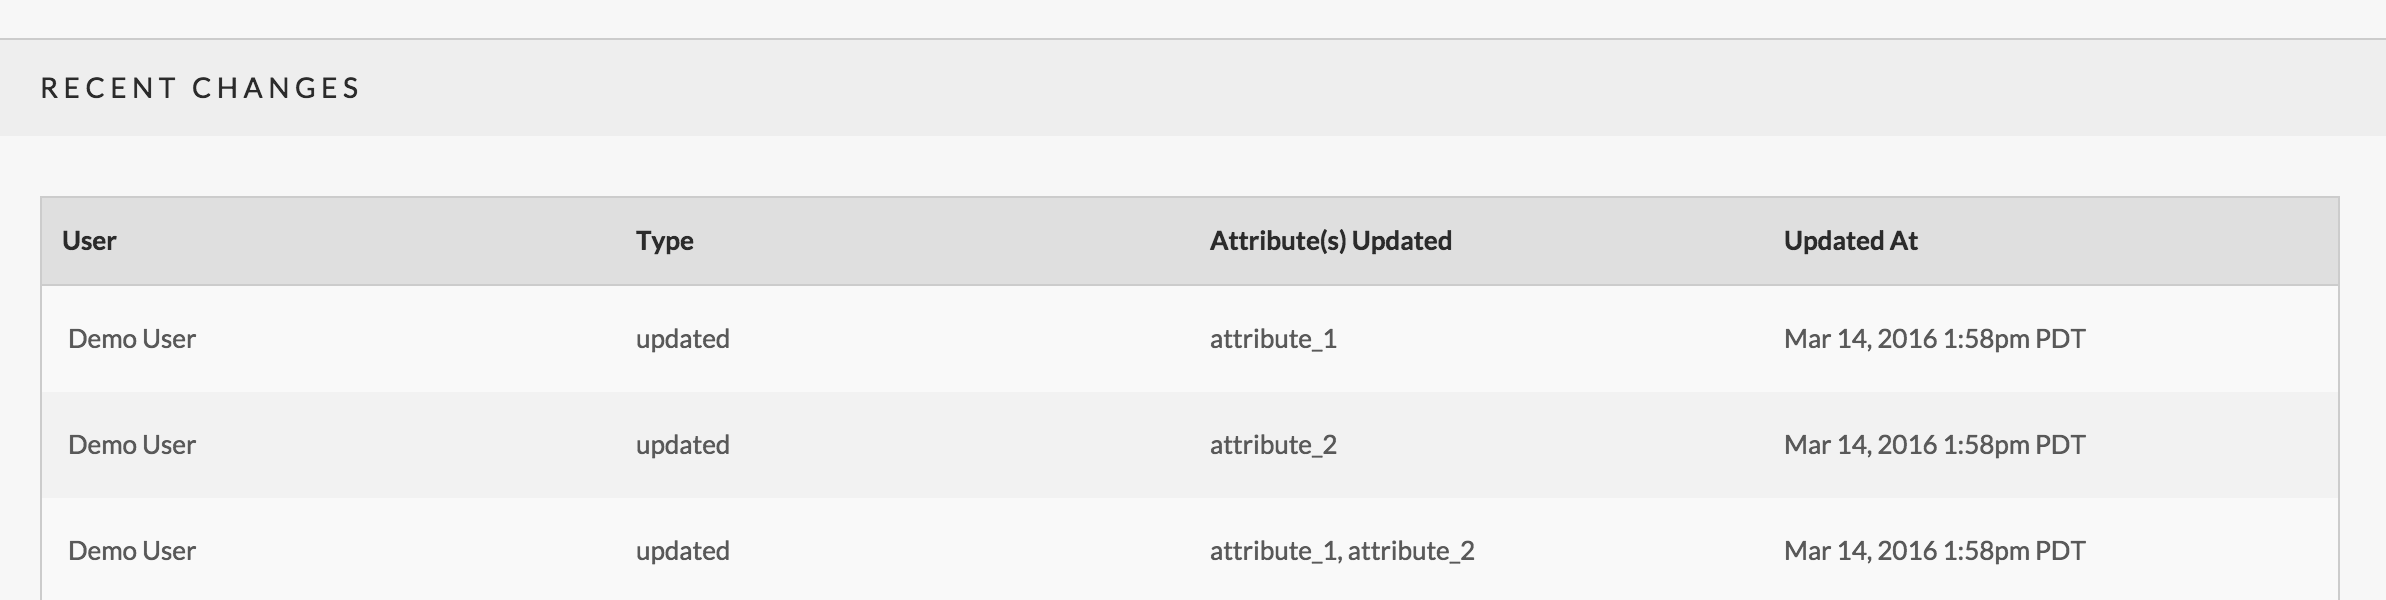 RECENT CHANGES
User Type Attribute(s) Updated Updated At
Demo User updated attribute_1 Mar 14, 2016 1:58pm PDT
Demo User updated attribute_2 Mar 14, 2016 1:58pm PDT
Demo User updated attribute_1, attribute_2 Mar 14, 2016 1:58pm PDT